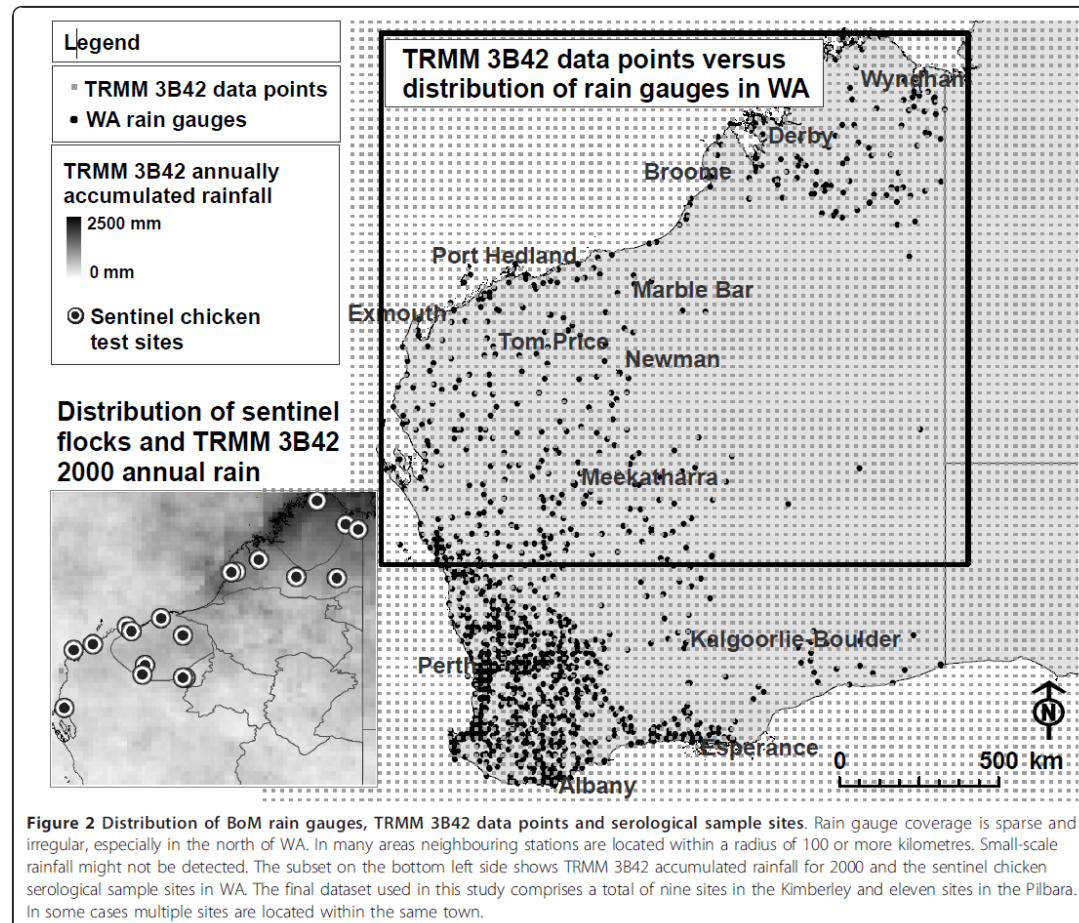 Legend
TRMM 3B42 data points
WA rain gauges
TRMM 3B42 annually
accumulated rainfall
2500 mm
0 mm
Sentinel chicken
test sites
Distribution of sentinel
flocks and TRMM 3B42
2000 annual rain
TRMM 3B42 data points versus
distribution of rain gauges in WA
Wyndham
Derby
Broome
Port Hedland
Marble Bar
Exmouth
Tom Price
Newman
Meekatharra
Kalgoorlie-Boulder
Perth
Esperance
Albany
N
0 500 km
Figure 2 Distribution of BoM rain gauges, TRMM 3B42 data points and serological sample sites. Rain gauge coverage is sparse and
irregular, especially in the north of WA. In many areas neighbouring stations are located within a radius of 100 or more kilometres. Small-scale
rainfall might not be detected. The subset on the bottom left side shows TRMM 3B42 accumulated rainfall for 2000 and the sentinel chicken
serological sample sites in WA. The final dataset used in this study comprises a total of nine sites in the Kimberley and eleven sites in the Pilbara.
In some cases multiple sites are located within the same town.